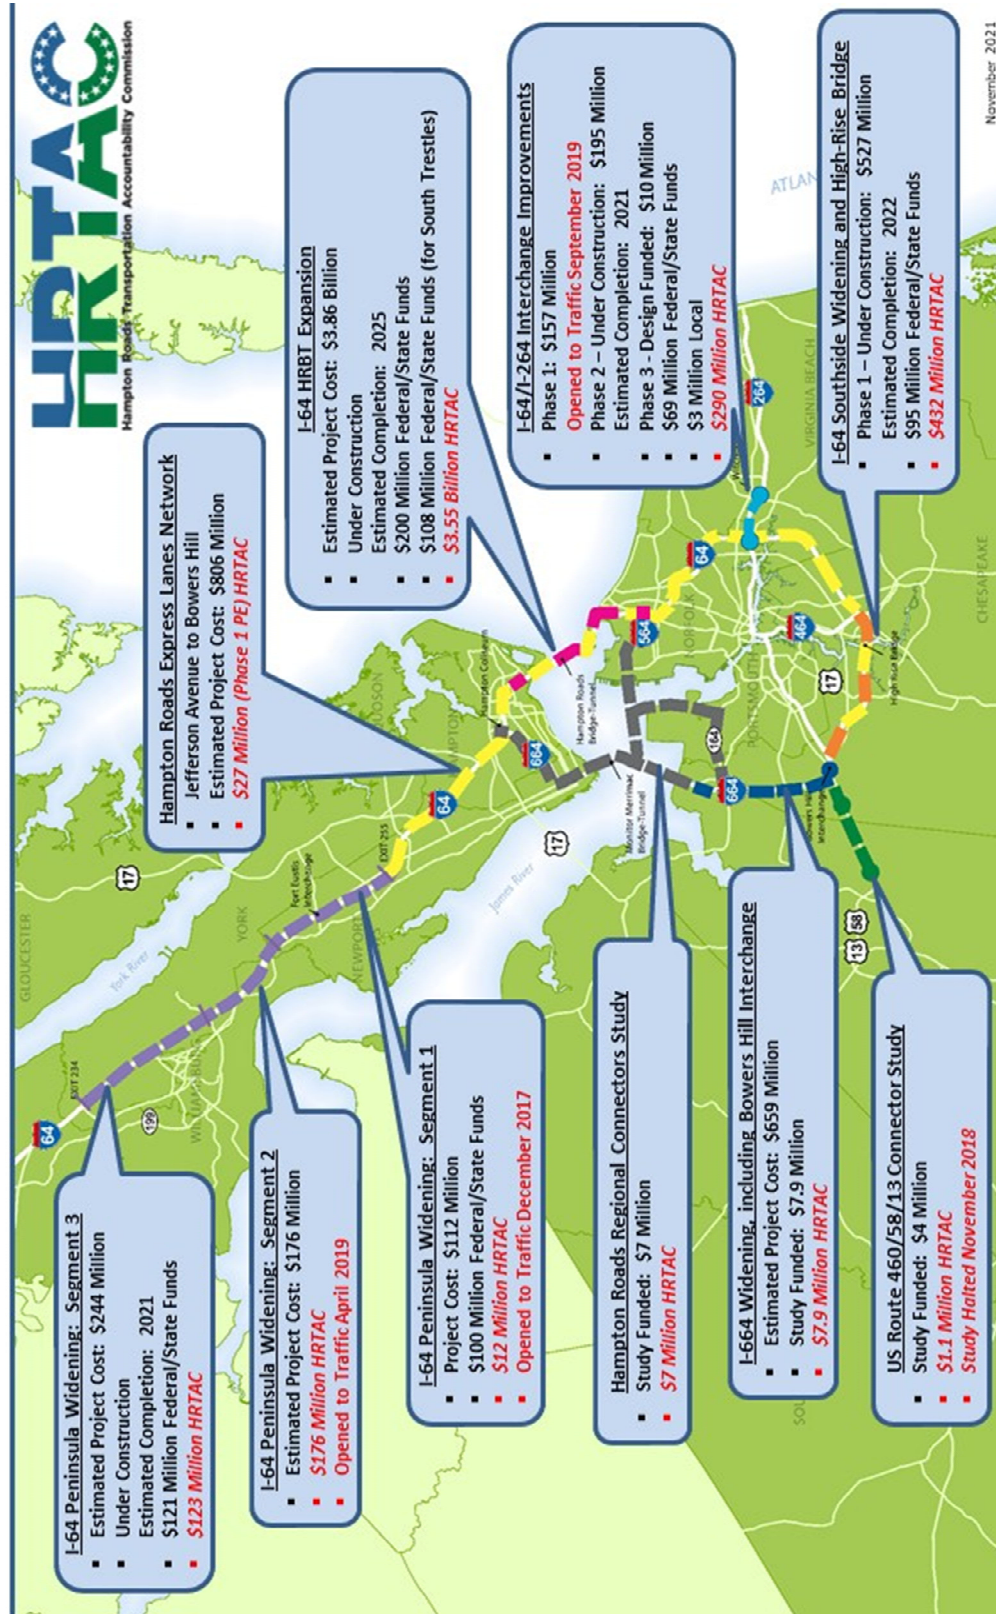 HRTAC
Hampton Roads Transportation Accountability Commission
I-64 Peninsula Widening: Segment 3
Estimated Project Cost: $244 Million
Under Construction
Estimated Completion: 2021
$121 Million Federal/State Funds
$123 Million HRTAC
I-64 Peninsula Widening: Segment 2
Estimated Project Cost: $176 Million
$176 Million HRTAC
Opened to Traffic April 2019
I-64 Peninsula Widening: Segment 1
Project Cost: $112 Million
$100 Million Federal/State Funds
$12 Million HRTAC
Opened to Traffic December 2017
Hampton Roads Regional Connectors Study
Study Funded: $7 Million
$7 Million HRTAC
I-664 Widening, including Bowers Hill Interchange
Estimated Project Cost: $659 Million
Study Funded: $7.9 Million
$7.9 Million HRTAC
US Route 460/58/13 Connector Study
Study Funded: $4 Million
$1.1 Million HRTAC
Study Halted November 2018
Hampton Roads Express Lanes Network
Jefferson Avenue to Bowers Hill
Estimated Project Cost: $806 Million
$27 Million (Phase 1 PE) HRTAC
I-64 HRBT Expansion
Estimated Project Cost: $3.86 Billion
Under Construction
Estimated Completion: 2025
$200 Million Federal/State Funds
$108 Million Federal/State Funds (for South Trestles)
$3.55 Billion HRTAC
I-64/I-264 Interchange Improvements
Phase 1: $157 Million
Opened to Traffic September 2019
Phase 2 – Under Construction: $195 Million
Estimated Completion: 2021
Phase 3 - Design Funded: $10 Million
$69 Million Federal/State Funds
$3 Million Local
$290 Million HRTAC
I-64 Southside Widening and High-Rise Bridge
Phase 1 – Under Construction: $527 Million
Estimated Completion: 2022
$95 Million Federal/State Funds
$432 Million HRTAC
GLOUCESTER
17
York River
YORK
EXIT 234
64
199
WILLIAMSBURG
Fort Eustis
Interchange
NEWPORT
EXIT 255
64
HAMPTON
Hampton Coliseum
664
James River
17
Hampton Roads
Bridge-Tunnel
Monitor Merrimac
Bridge-Tunnel
564
NORFOLK
64
164
PORTSMOUTH
664
264
VIRGINIA BEACH
464
17
High Rise Bridge
Bowers Hill
Interchange
13
58
CHESAPEAKE
ATLAN
SOU
November 2021